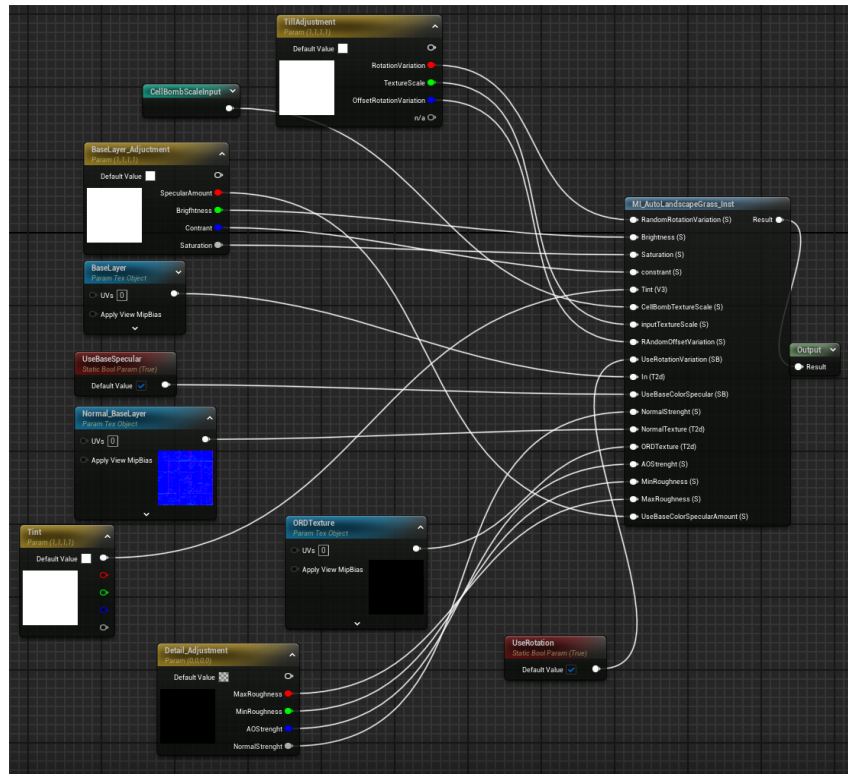 TillAdjustment
Param (1,1,1,1)
Default Value
RotationVariation
TextureScale
OffsetRotationVariation
n/a
CellBombScaleInput
BaseLayer_Adjuctment
Param (1,1,1,1)
Default Value
SpecularAmount
Brigfhtness
Contrant
Saturation
BaseLayer
Param Tex Object
UVs 0
Apply View MipBias
UseBaseSpecular
Static Bool Param (True)
Default Value
Normal_BaseLayer
Param Tex Object
UVs 0
Apply View MipBias
Tint
Param (1,1,1,1)
Default Value
ORDTexture
Param Tex Object
UVs 0
Apply View MipBias
Detail_Adjustment
Param (0,0,0,0)
Default Value
MaxRoughness
MinRoughness
AOStrenght
NormalStrenght
UseRotation
Static Bool Param (True)
Default Value
MI_AutoLandscapeGrass_Inst
RandomRotationVariation (S) Result
Brightness (S)
Saturation (S)
constrant (S)
Tint (V3)
CellBombTextureScale (S)
inputTextureScale (S)
RAndomOffsetVariation (S)
UseRotationVariation (SB)
In (T2d)
UseBaseColorSpecular (SB)
NormalStrenght (S)
NormalTexture (T2d)
ORDTexture (T2d)
AOStrenght (S)
MinRoughness (S)
MaxRoughness (S)
UseBaseColorSpecularAmount (S)
Output
Result